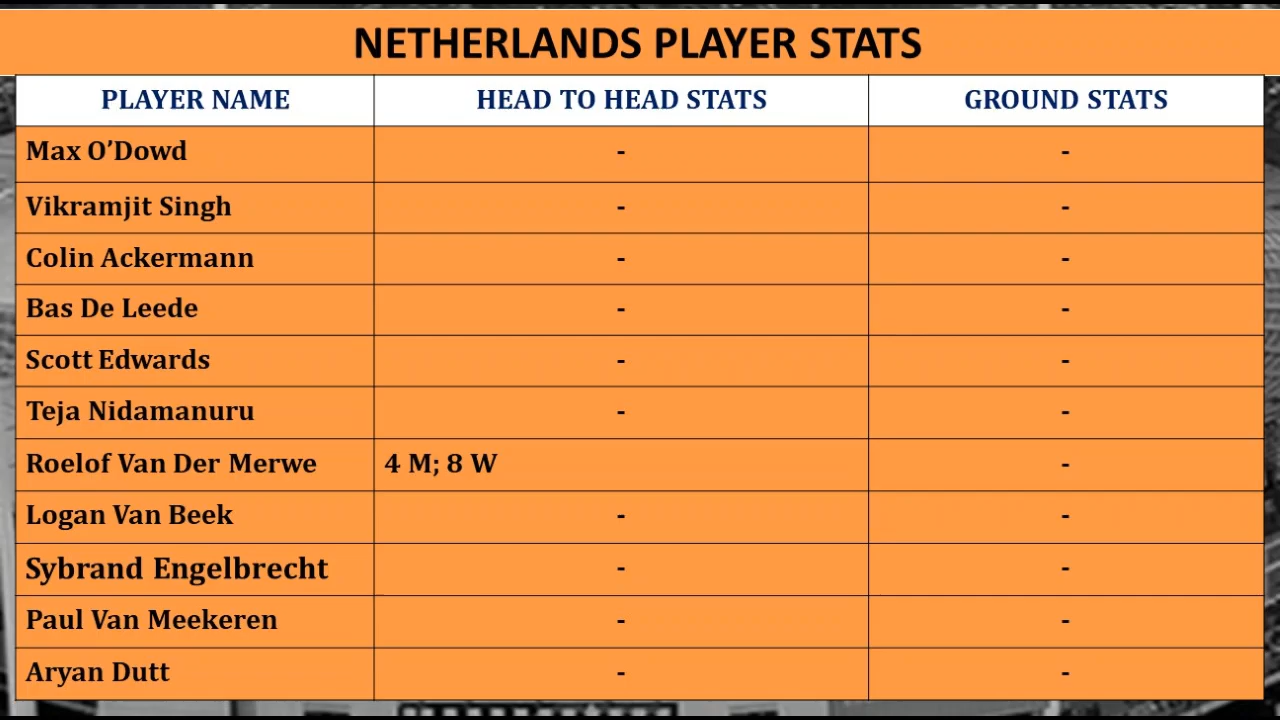 NETHERLANDS PLAYER STATS
PLAYER NAME HEAD TO HEAD STATS GROUND STATS
Max O’Dowd - -
Vikramjit Singh - -
Colin Ackermann - -
Bas De Leede - -
Scott Edwards - -
Teja Nidamanuru - -
Roelof Van Der Merwe 4 M; 8 W -
Logan Van Beek - -
Sybrand Engelbrecht - -
Paul Van Meekeren - -
Aryan Dutt - -